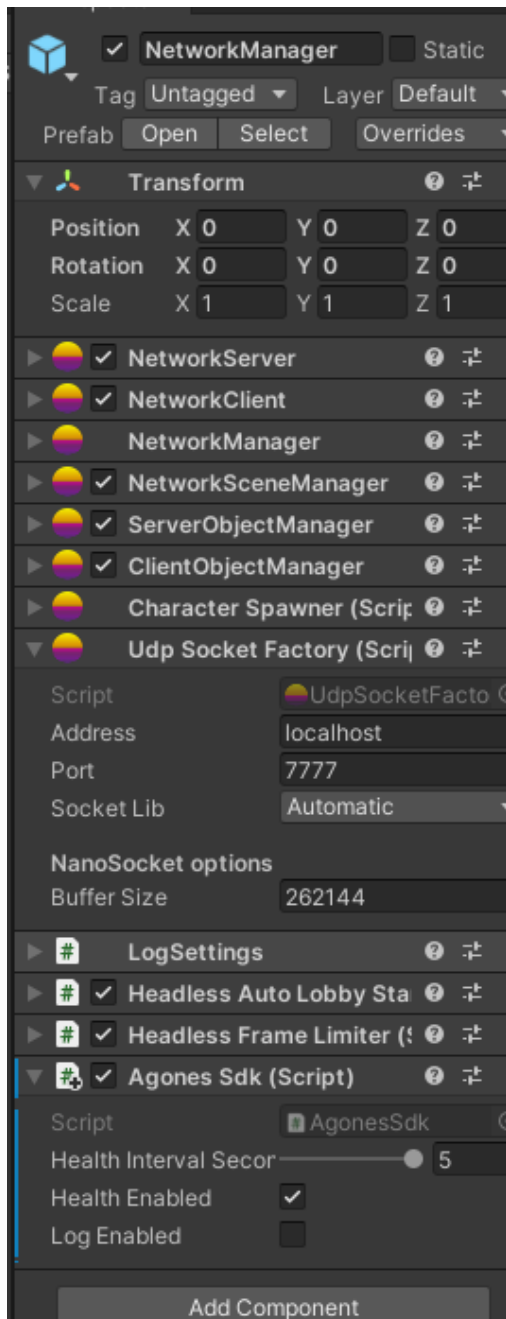 NetworkManager Static
Tag Untagged Layer Default
Prefab Open Select Overrides
Transform
Position X 0 Y 0 Z 0
Rotation X 0 Y 0 Z 0
Scale X 1 Y 1 Z 1
NetworkServer
NetworkClient
NetworkManager
NetworkSceneManager
ServerObjectManager
ClientObjectManager
Character Spawner (Scrip
Udp Socket Factory (Scri
Script UdpSocketFacto
Address localhost
Port 7777
Socket Lib Automatic
NanoSocket options
Buffer Size 262144
# LogSettings
# Headless Auto Lobby Sta
# Headless Frame Limiter (S
# Agones Sdk (Script)
Script # AgonesSdk
Health Interval Secor 5
Health Enabled
Log Enabled
Add Component